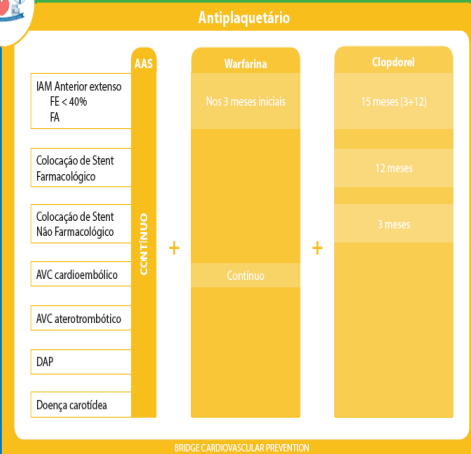 Antiplaquetário
AAS
Warfarina
Clopdorel
IAM Anterior extenso
FE < 40%
FA
Nos 3 meses iniciais
15 meses (3+12)
Colocação de Stent
Farmacológico
12 meses
Colocação de Stent
Não Farmacológico
3 meses
CONTÍNUO
+
+
AVC cardioembólico
Contínuo
AVC aterotrombótico
DAP
Doença carotídea
BRIDGE CARDIOVASCULAR PREVENTION